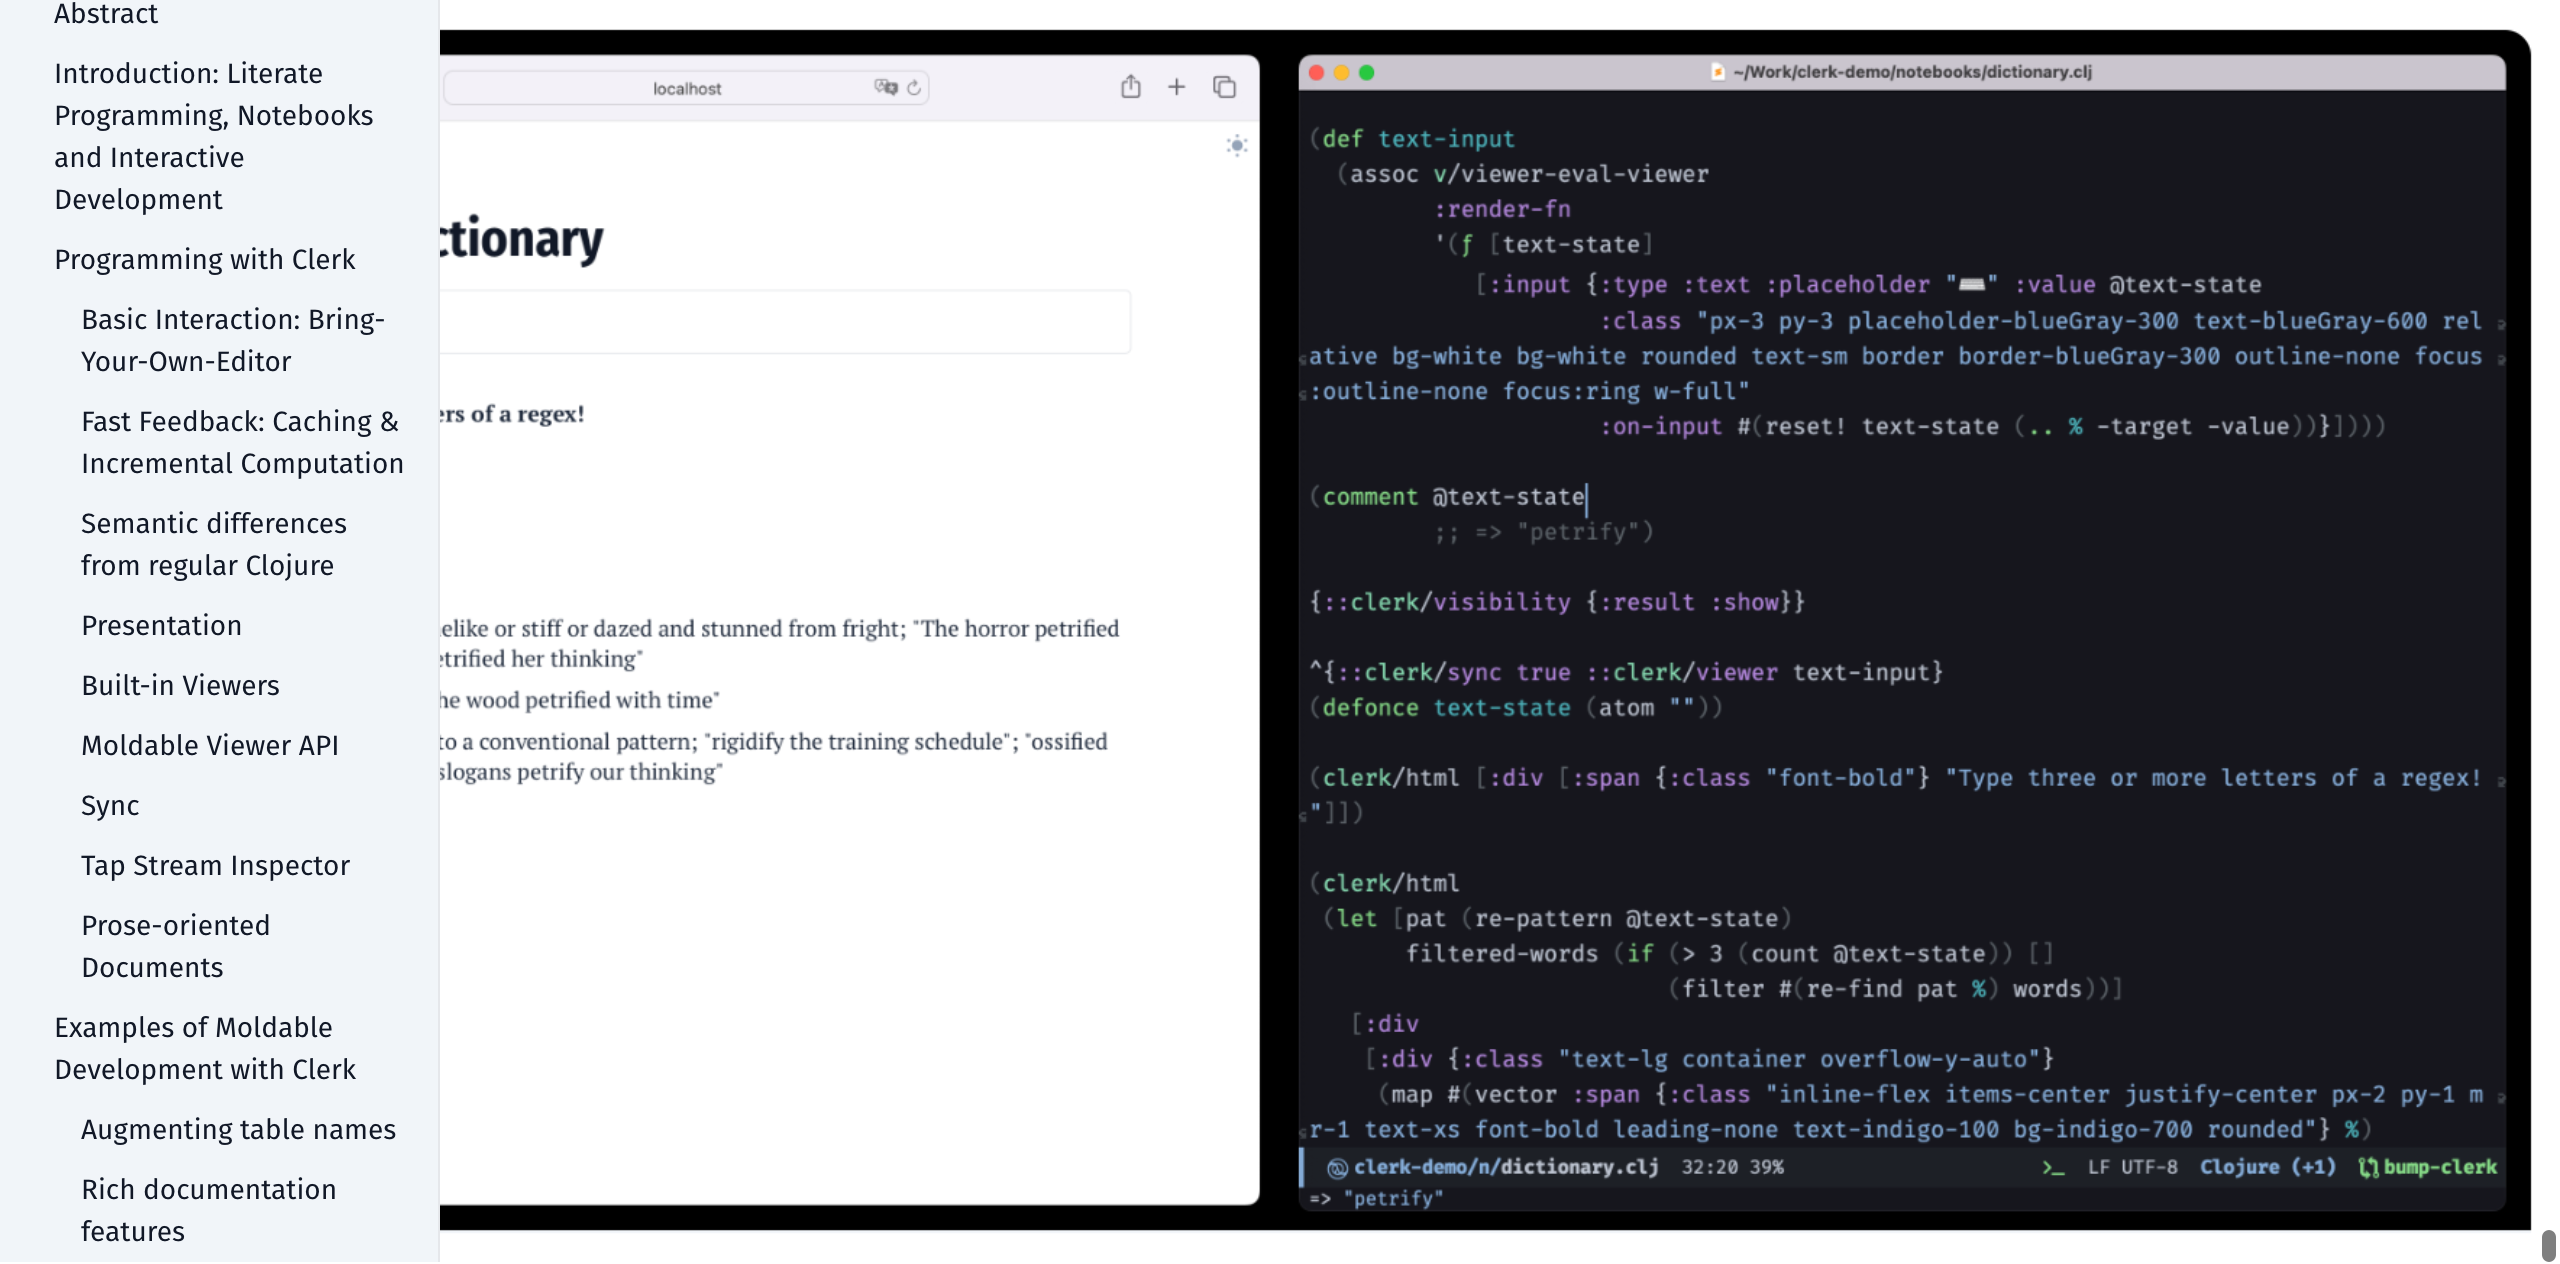 Abstract
Introduction: Literate
Programming, Notebooks
and Interactive
Development
Programming with Clerk
Basic Interaction: Bring-
Your-Own-Editor
Fast Feedback: Caching &
Incremental Computation
Semantic differences
from regular Clojure
Presentation
Built-in Viewers
Moldable Viewer API
Sync
Tap Stream Inspector
Prose-oriented
Documents
Examples of Moldable
Development with Clerk
Augmenting table names
Rich documentation
features
localhost
ctionary
ers of a regex!
elike or stiff or dazed and stunned from fright; "The horror petrified
etrified her thinking"
he wood petrified with time"
to a conventional pattern; "rigidify the training schedule"; "ossified
slogans petrify our thinking"
~/Work/clerk-demo/notebooks/dictionary.clj
(def text-input
(assoc v/viewer-eval-viewer
:render-fn
'(f [text-state]
[:input {:type :text :placeholder "⌨️" :value @text-state
:class "px-3 py-3 placeholder-blueGray-300 text-blueGray-600 rel
ative bg-white bg-white rounded text-sm border border-blueGray-300 outline-none focus
:outline-none focus:ring w-full"
:on-input #(reset! text-state (.. % -target -value))}])))
(comment @text-state
;; => "petrify")
{::clerk/visibility {:result :show}}
^{::clerk/sync true ::clerk/viewer text-input}
(defonce text-state (atom ""))
(clerk/html [:div [:span {:class "font-bold"} "Type three or more letters of a regex!
"]])
(clerk/html
(let [pat (re-pattern @text-state)
filtered-words (if (> 3 (count @text-state)) []
(filter #(re-find pat %) words))]
[:div
[:div {:class "text-lg container overflow-y-auto"}
(map #(vector :span {:class "inline-flex items-center justify-center px-2 py-1 m
r-1 text-xs font-bold leading-none text-indigo-100 bg-indigo-700 rounded"} %)
clerk-demo/n/dictionary.clj 32:20 39% >_ LF UTF-8 Clojure (+1) bump-clerk
=> "petrify"